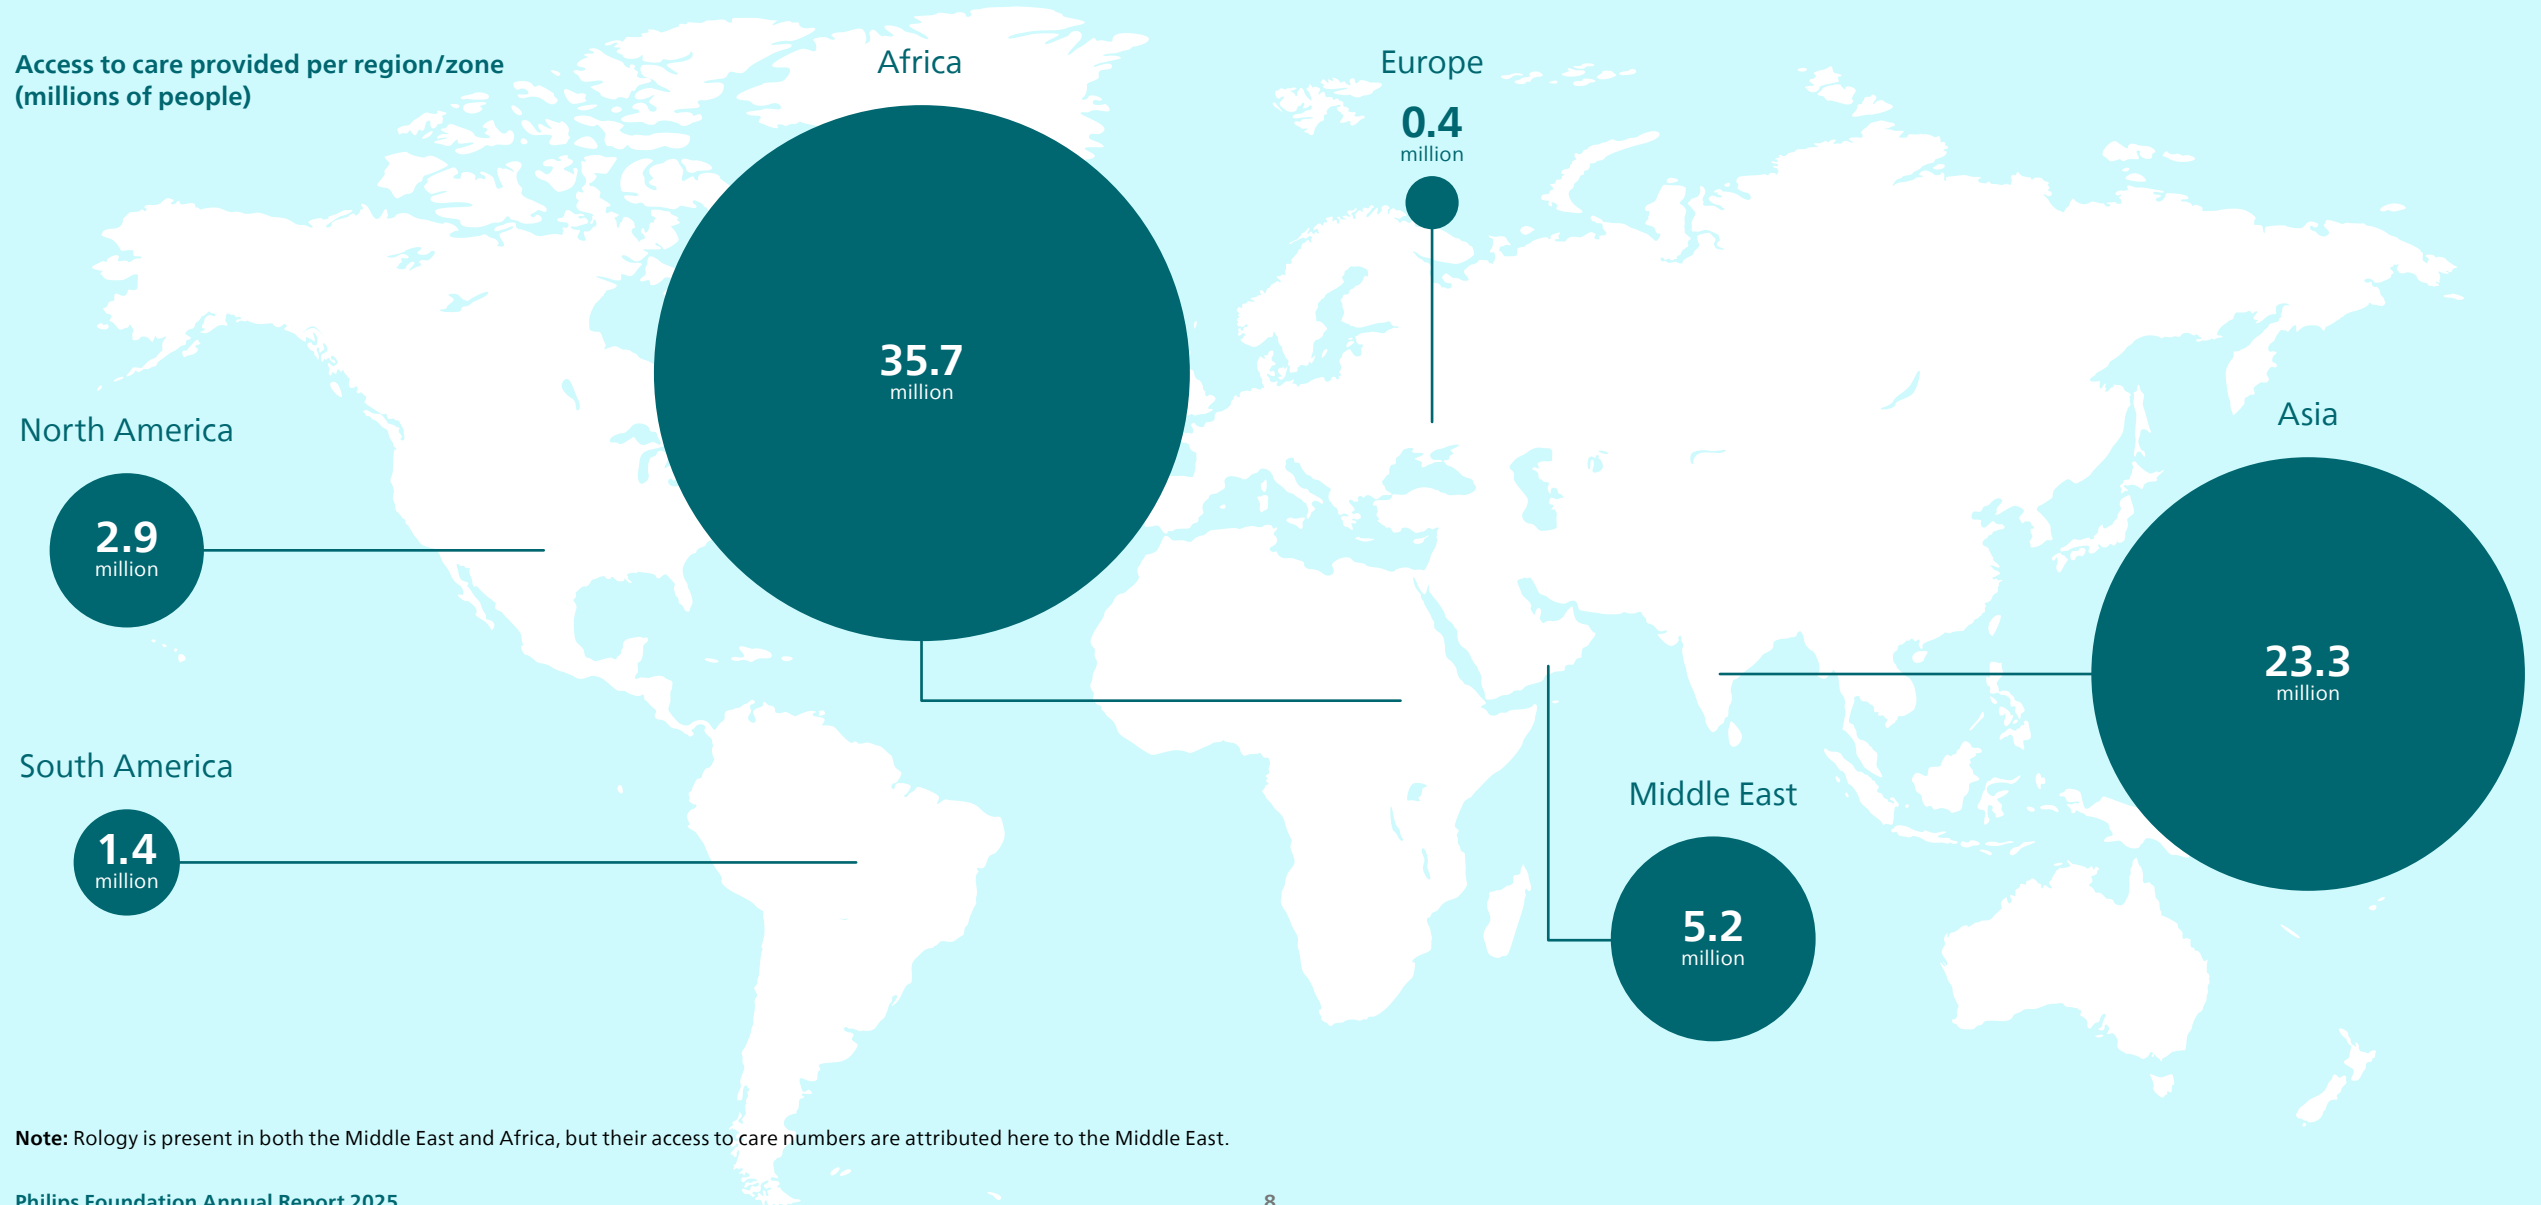 Access to care provided per region/zone
(millions of people)
Africa
35.7
million
Europe
0.4
million
North America
2.9
million
Asia
23.3
million
South America
1.4
million
Middle East
5.2
million
Note: Rology is present in both the Middle East and Africa, but their access to care numbers are attributed here to the Middle East.
Philips Foundation Annual Report 2025
8